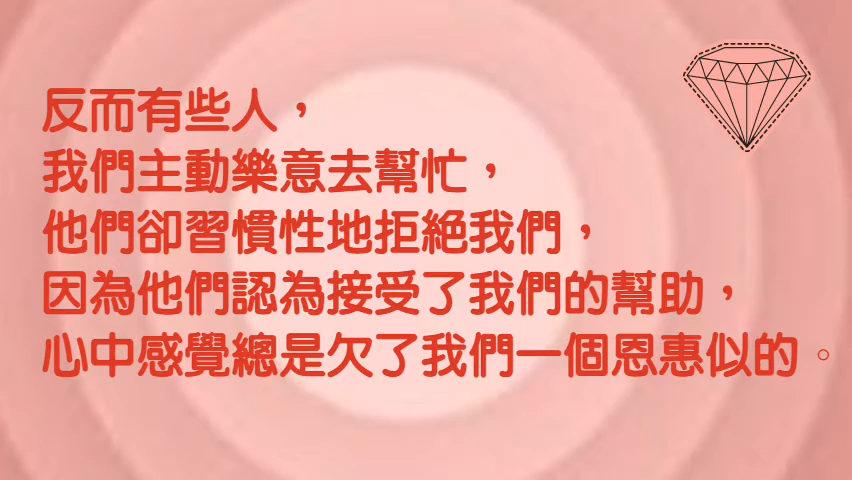 反而有些人，
我們主動樂意去幫忙，
他們卻習慣性地拒絕我們，
因為他們認為接受了我們的幫助，
心中感覺總是欠了我們一個恩惠似的。